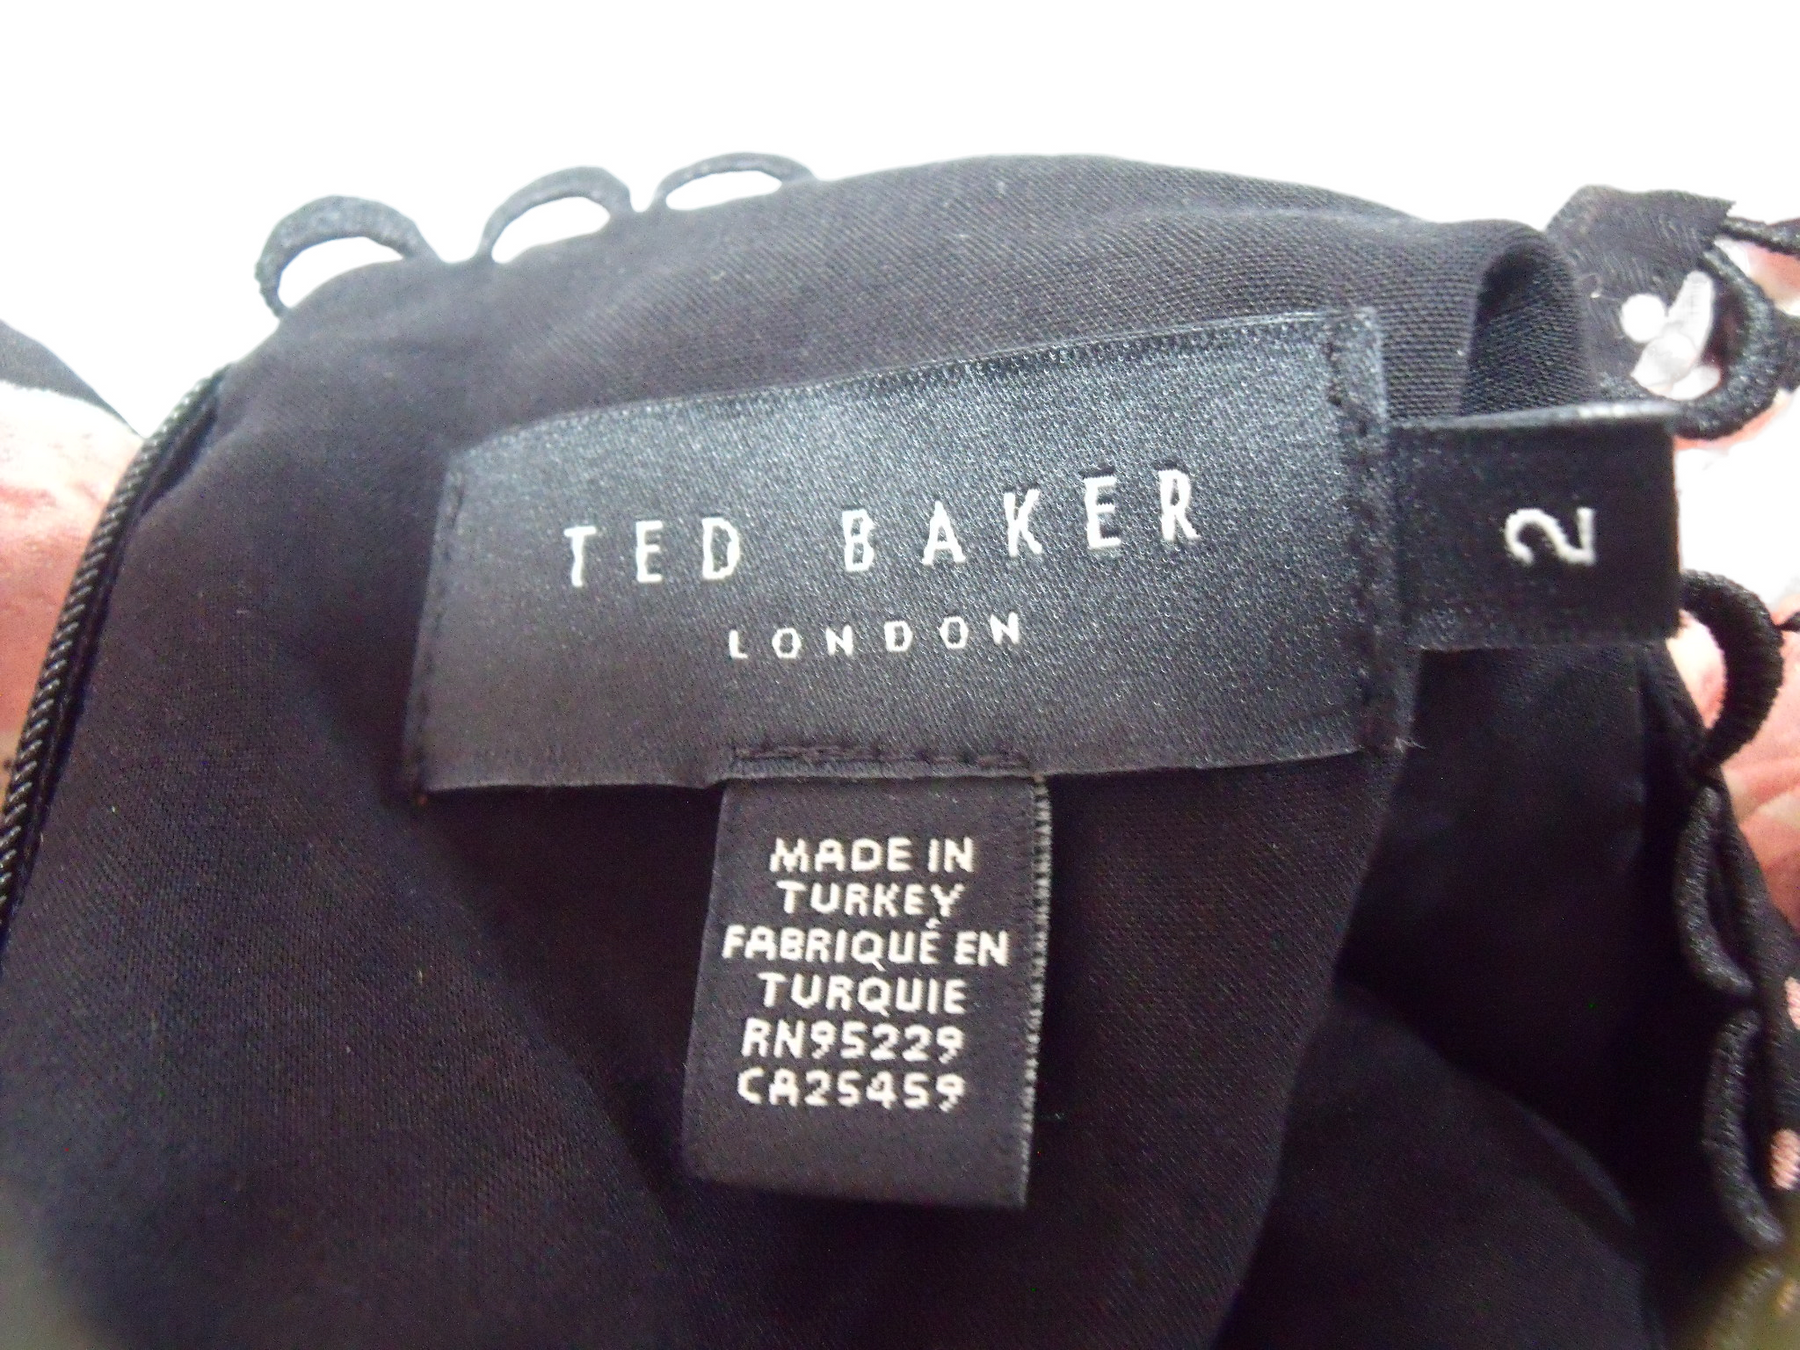 TED BAKER
LONDON
2
MADE IN
TURKEY
FABRIQUÉ EN
TURQUIE
RN95229
CA25459